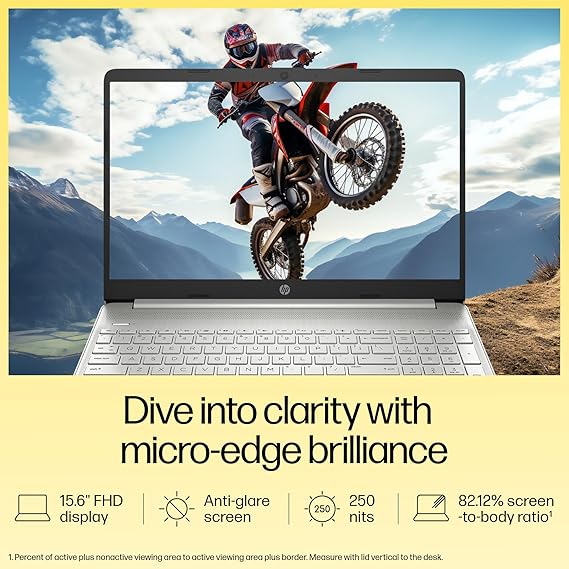 hp
Dive into clarity with
micro-edge brilliance
15.6" FHD
display
Anti-glare
screen
250
250
nits
82.12% screen
-to-body ratio¹
1. Percent of active plus nonactive viewing area to active viewing area plus border. Measure with lid vertical to the desk.